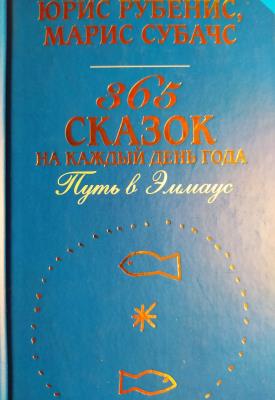 ЮРИС РУБЕНИС,
МАРИС СУБАЧС
365
СКАЗОК
НА КАЖДЫЙ ДЕНЬ ГОДА
Путь в Эммаус